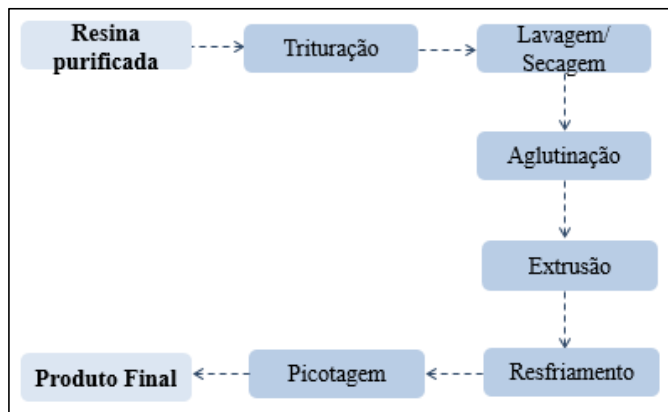 Resina
purificada
Trituração
Lavagem/
Secagem
Aglutinação
Extrusão
Resfriamento
Picotagem
Produto Final